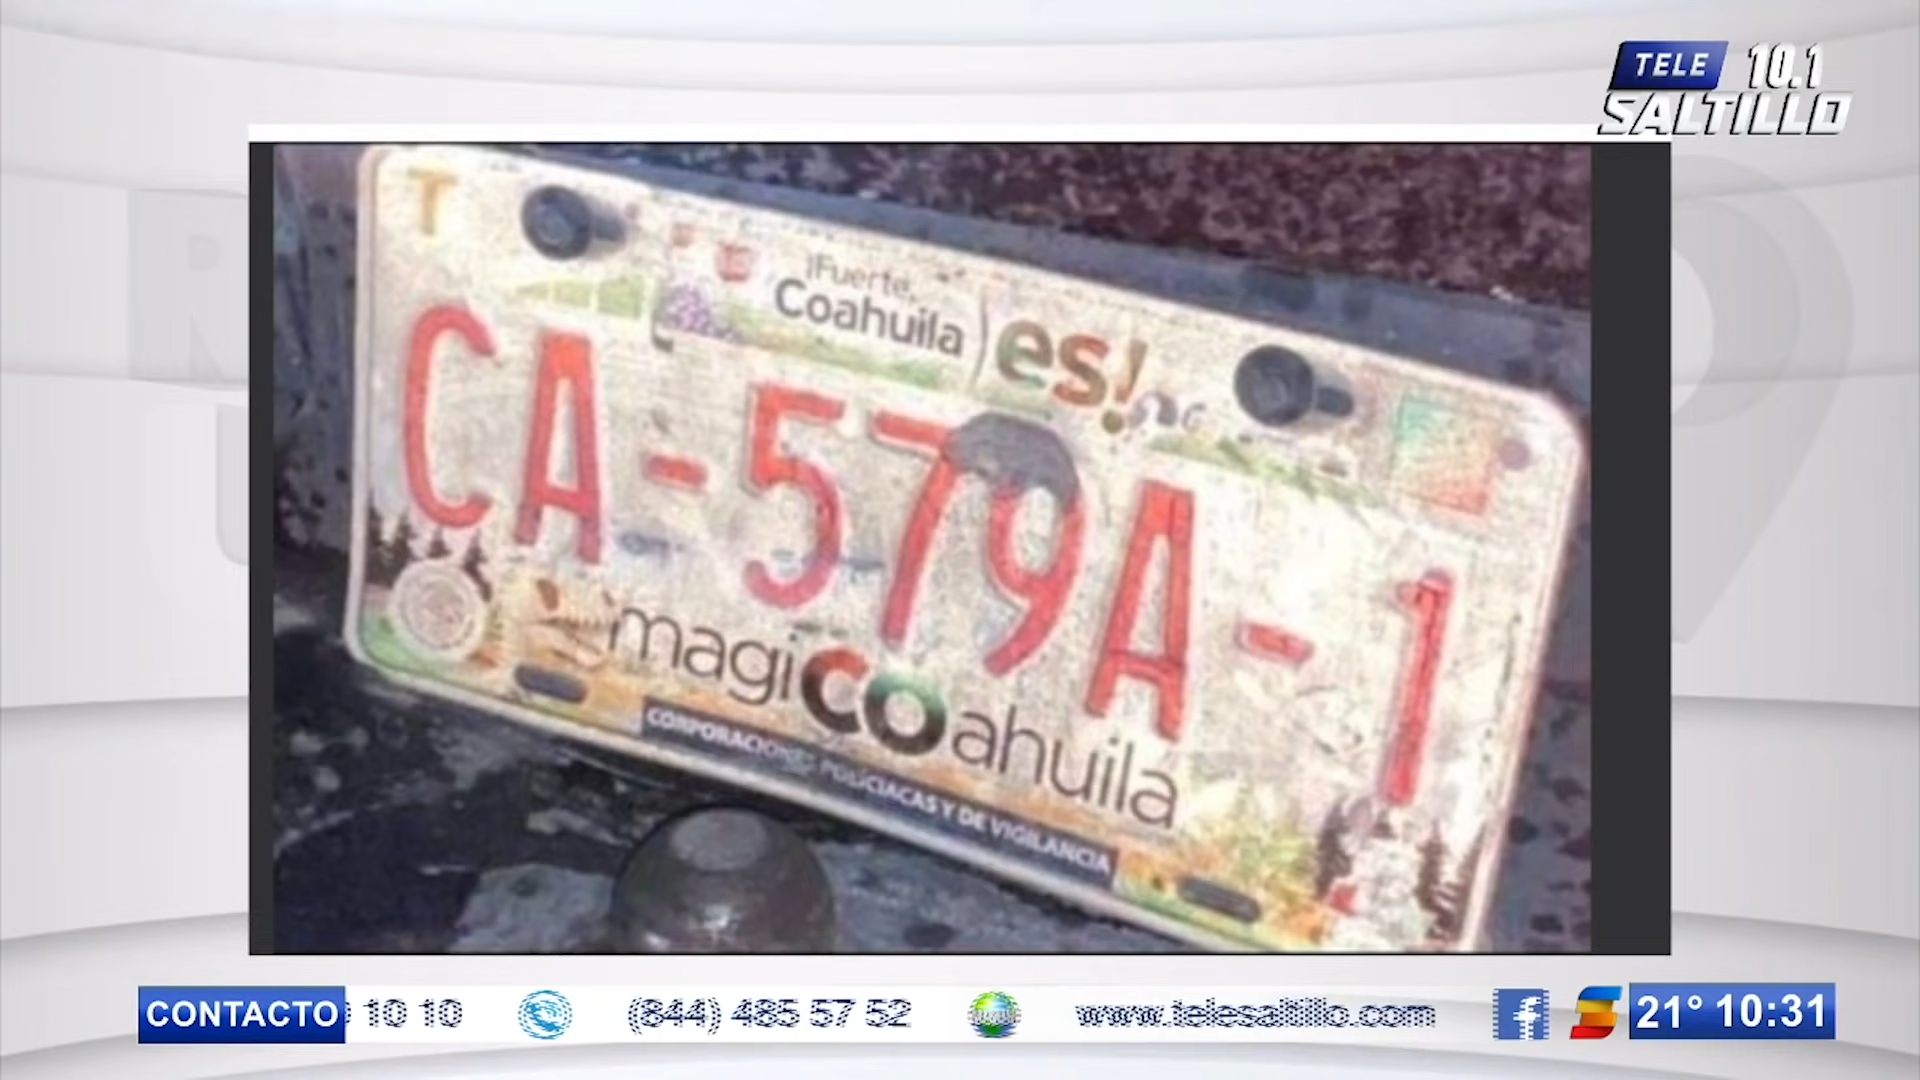 TELE 10.1
SALTILLO
T
¡Fuerte,
Coahuila es!
CA-579A-1
magiCOahuila
CORPORACIONES POLICIACAS Y DE VIGILANCIA
CONTACTO 10 10 (844) 485 57 52 www.telesaltillo.com 21° 10:31